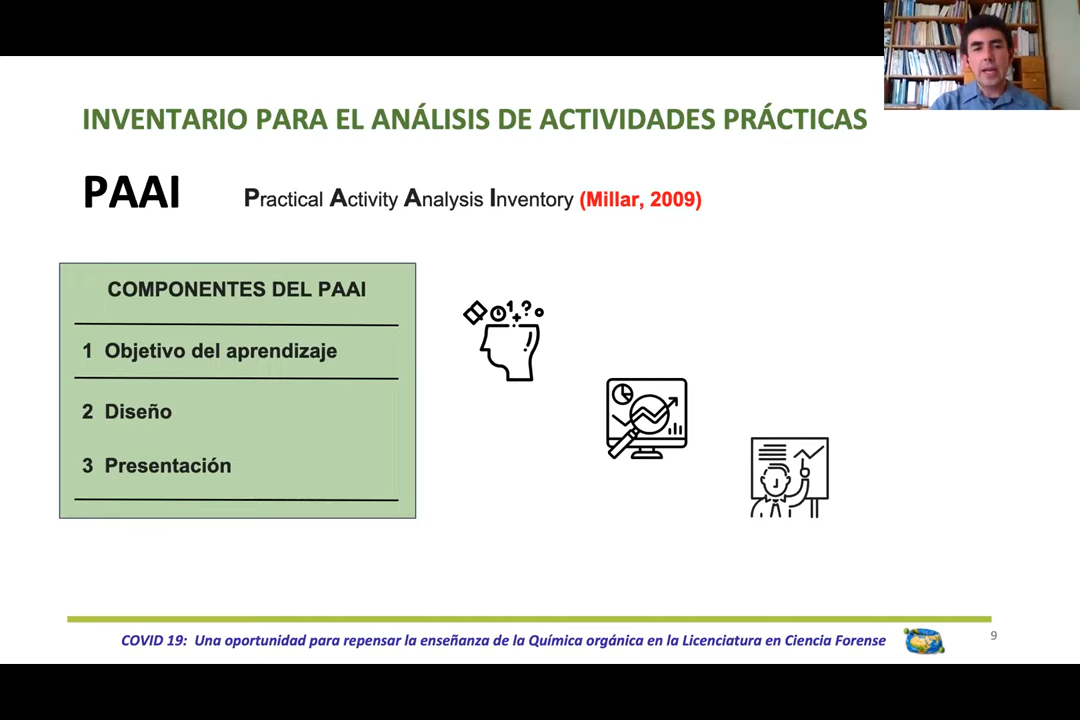 INVENTARIO PARA EL ANÁLISIS DE ACTIVIDADES PRÁCTICAS
PAAI
Practical Activity Analysis Inventory (Millar, 2009)
COMPONENTES DEL PAAI
1 Objetivo del aprendizaje
2 Diseño
3 Presentación
COVID 19: Una oportunidad para repensar la enseñanza de la Química orgánica en la Licenciatura en Ciencia Forense
9